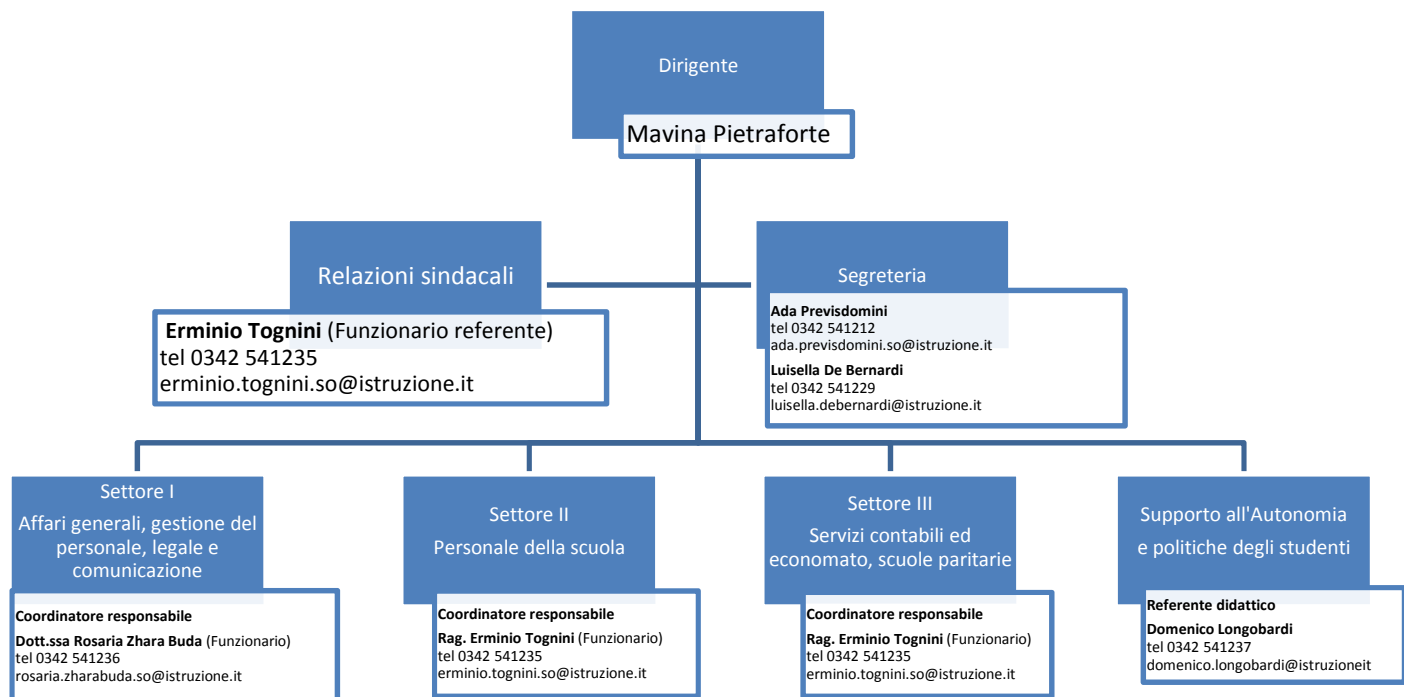 Dirigente
Mavina Pietraforte
Relazioni sindacali
Erminio Tognini (Funzionario referente)
tel 0342 541235
erminio.tognini.so@istruzione.it
Segreteria
Ada Previsdomini
tel 0342 541212
ada.previsdomini.so@istruzione.it
Luisella De Bernardi
tel 0342 541229
luisella.debernardi@istruzione.it
Settore I
Affari generali, gestione del
personale, legale e
comunicazione
Coordinatore responsabile
Dott.ssa Rosaria Zhara Buda (Funzionario)
tel 0342 541236
rosaria.zharabuda.so@istruzione.it
Settore II
Personale della scuola
Coordinatore responsabile
Rag. Erminio Tognini (Funzionario)
tel 0342 541235
erminio.tognini.so@istruzione.it
Settore III
Servizi contabili ed
economato, scuole paritarie
Coordinatore responsabile
Rag. Erminio Tognini (Funzionario)
tel 0342 541235
erminio.tognini.so@istruzione.it
Supporto all'Autonomia
e politiche degli studenti
Referente didattico
Domenico Longobardi
tel 0342 541237
domenico.longobardi@istruzioneit